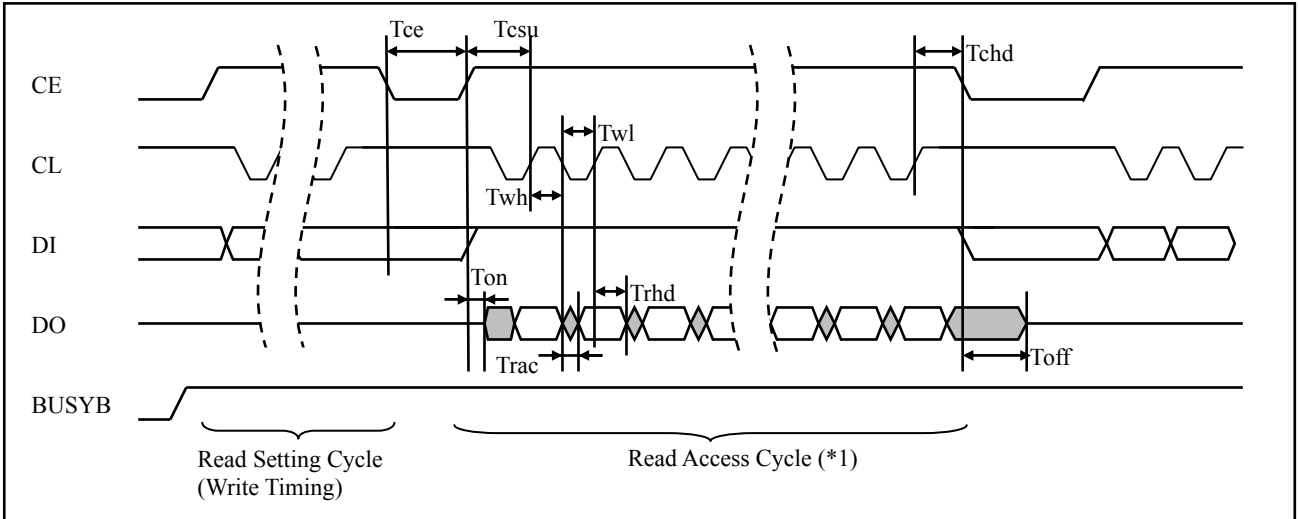 Tce
Tcsu
Tchd
CE
Twl
CL
Twh
DI
Ton
Trhd
DO
Trac
Toff
BUSYB
Read Setting Cycle
(Write Timing)
Read Access Cycle (*1)